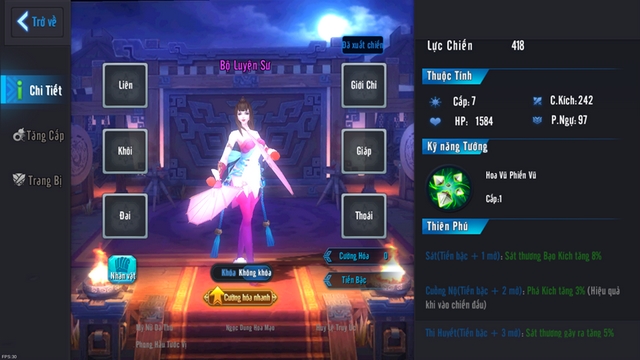 Trở về
Chi Tiết
Tăng Cấp
Trang Bị
Đã xuất chiến
Bộ Luyện Sư
Liên
Giới Chỉ
Khôi
Giáp
Đai
Thoái
Nhân vật
Cường Hóa 0
Tiến Bậc
Khóa Không khóa
Cường hóa nhanh
Lực Chiến 418
Thuộc Tính
Cấp: 7
C.Kích: 242
HP: 1584
P.Ngự: 97
Kỹ năng Tướng
Hoa Vũ Phiến Vũ
Cấp:1
Thiên Phú
Sát(Tiến bậc + 1 mở): Sát thương Bạo Kích tăng 8%
Cuồng Nộ(Tiến bậc + 2 mở): Phá Kích tăng 3% (Hiệu quả
khi vào chiến đấu)
Thị Huyết(Tiến bậc + 3 mở): Sát thương gây ra tăng 5%
FPS:30